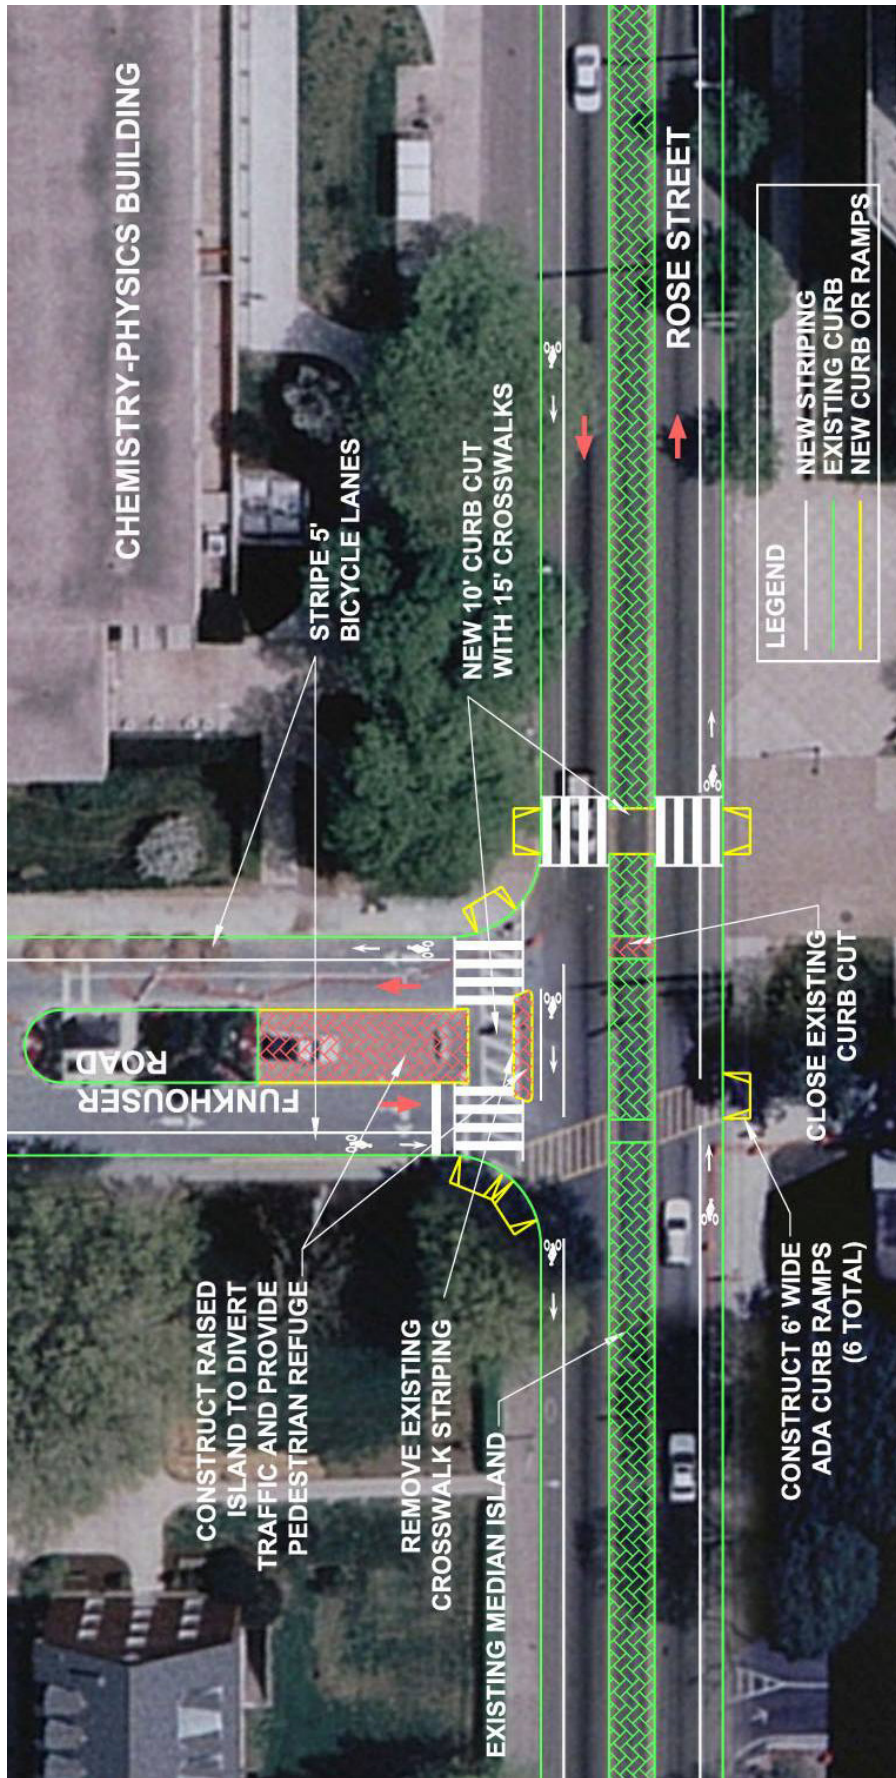 CHEMISTRY-PHYSICS BUILDING
STRIPE 5'
BICYCLE LANES
NEW 10' CURB CUT
WITH 15' CROSSWALKS
ROSE STREET
LEGEND
NEW STRIPING
EXISTING CURB
NEW CURB OR RAMPS
FUNKHOUSER
ROAD
CONSTRUCT RAISED
ISLAND TO DIVERT
TRAFFIC AND PROVIDE
PEDESTRIAN REFUGE
REMOVE EXISTING
CROSSWALK STRIPING
EXISTING MEDIAN ISLAND
CLOSE EXISTING
CURB CUT
CONSTRUCT 6' WIDE
ADA CURB RAMPS
(6 TOTAL)